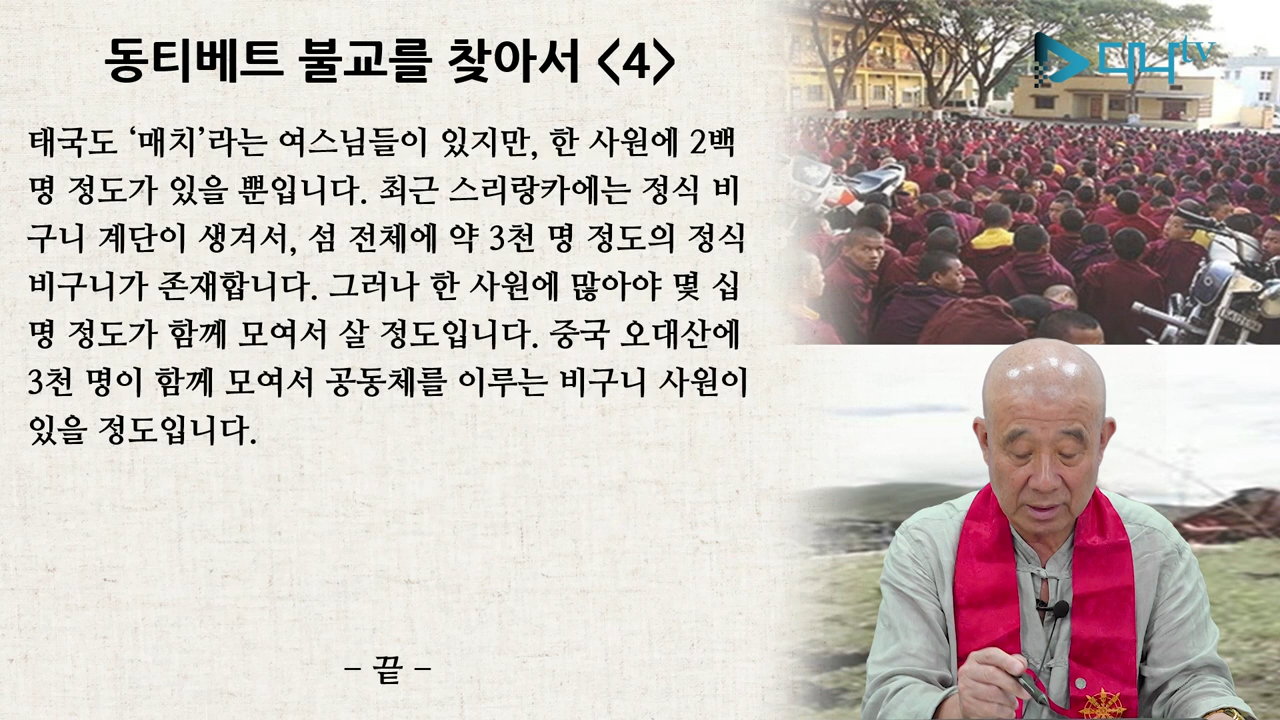 동티베트 불교를 찾아서 <4>
다나tv
태국도 ‘매치’라는 여스님들이 있지만, 한 사원에 2백
명 정도가 있을 뿐입니다. 최근 스리랑카에는 정식 비
구니 계단이 생겨서, 섬 전체에 약 3천 명 정도의 정식
비구니가 존재합니다. 그러나 한 사원에 많아야 몇 십
명 정도가 함께 모여서 살 정도입니다. 중국 오대산에
3천 명이 함께 모여서 공동체를 이루는 비구니 사원이
있을 정도입니다.
– 끝 –